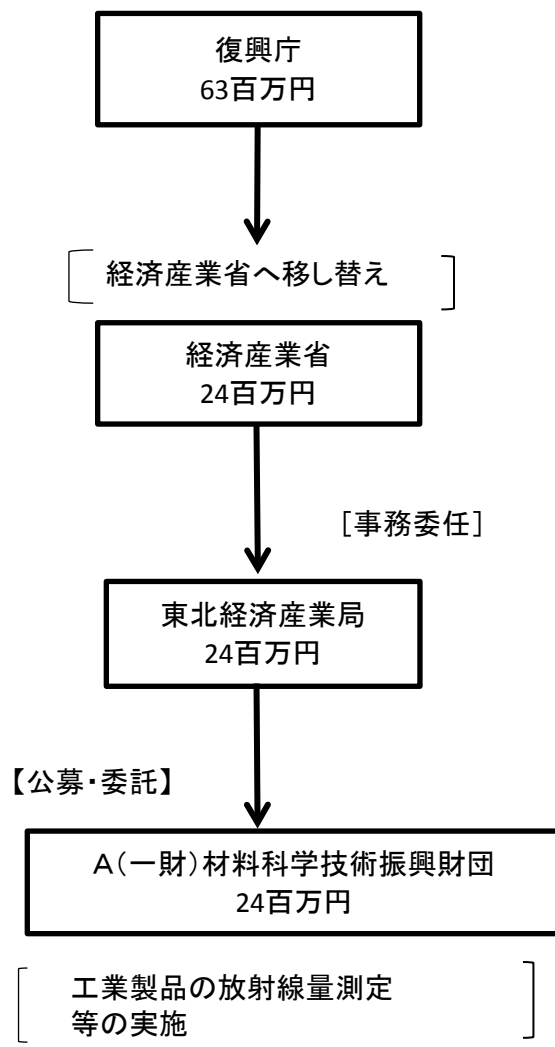 復興庁
63百万円
経済産業省へ移し替え
経済産業省
24百万円
［事務委任］
東北経済産業局
24百万円
【公募・委託】
Ａ（一財）材料科学技術振興財団
24百万円
工業製品の放射線量測定
等の実施